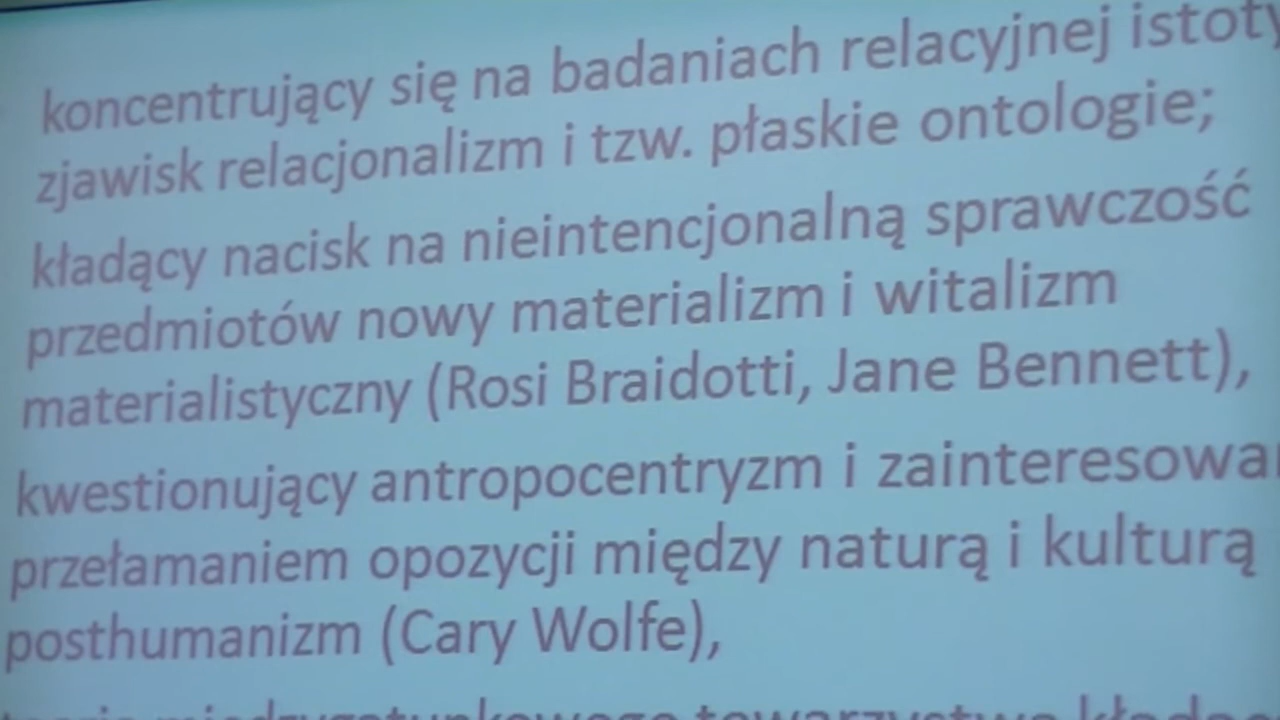 koncentrujący się na badaniach relacyjnej istoty
zjawisk relacjonalizm i tzw. płaskie ontologie;
kładący nacisk na nieintencjonalną sprawczość
przedmiotów nowy materializm i witalizm
materialistyczny (Rosi Braidotti, Jane Bennett),
kwestionujący antropocentryzm i
przełamaniem opozycji między naturą i kulturą
posthumanizm (Cary Wolfe),